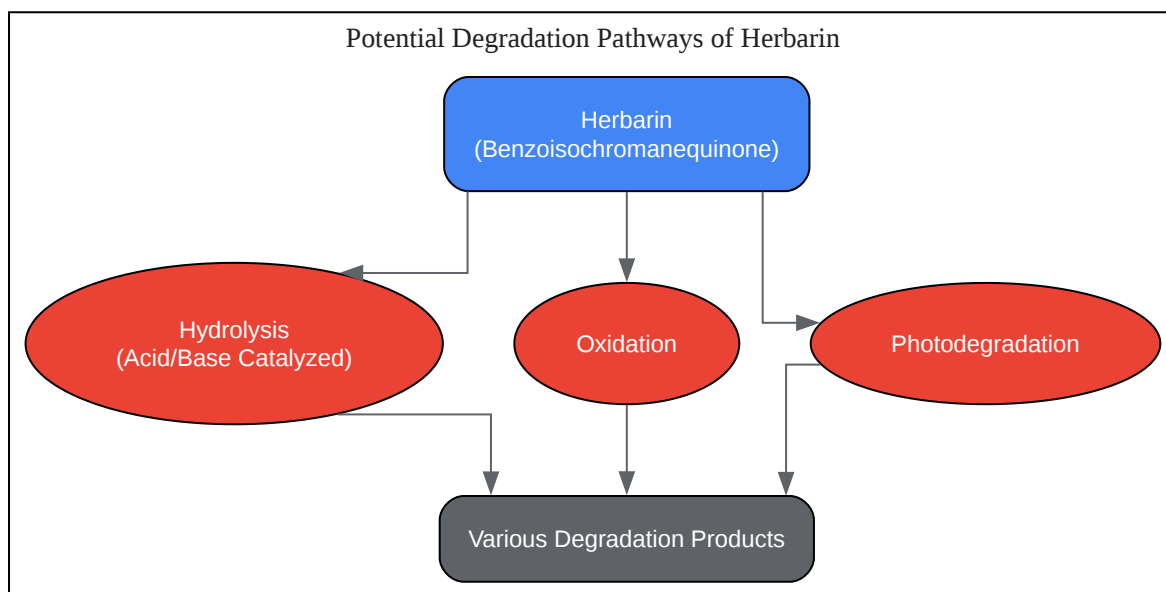 Potential Degradation Pathways of Herbarin
Herbarin
(Benzoisochromanequinone)
Hydrolysis
(Acid/Base Catalyzed)
Oxidation
Photodegradation
Various Degradation Products